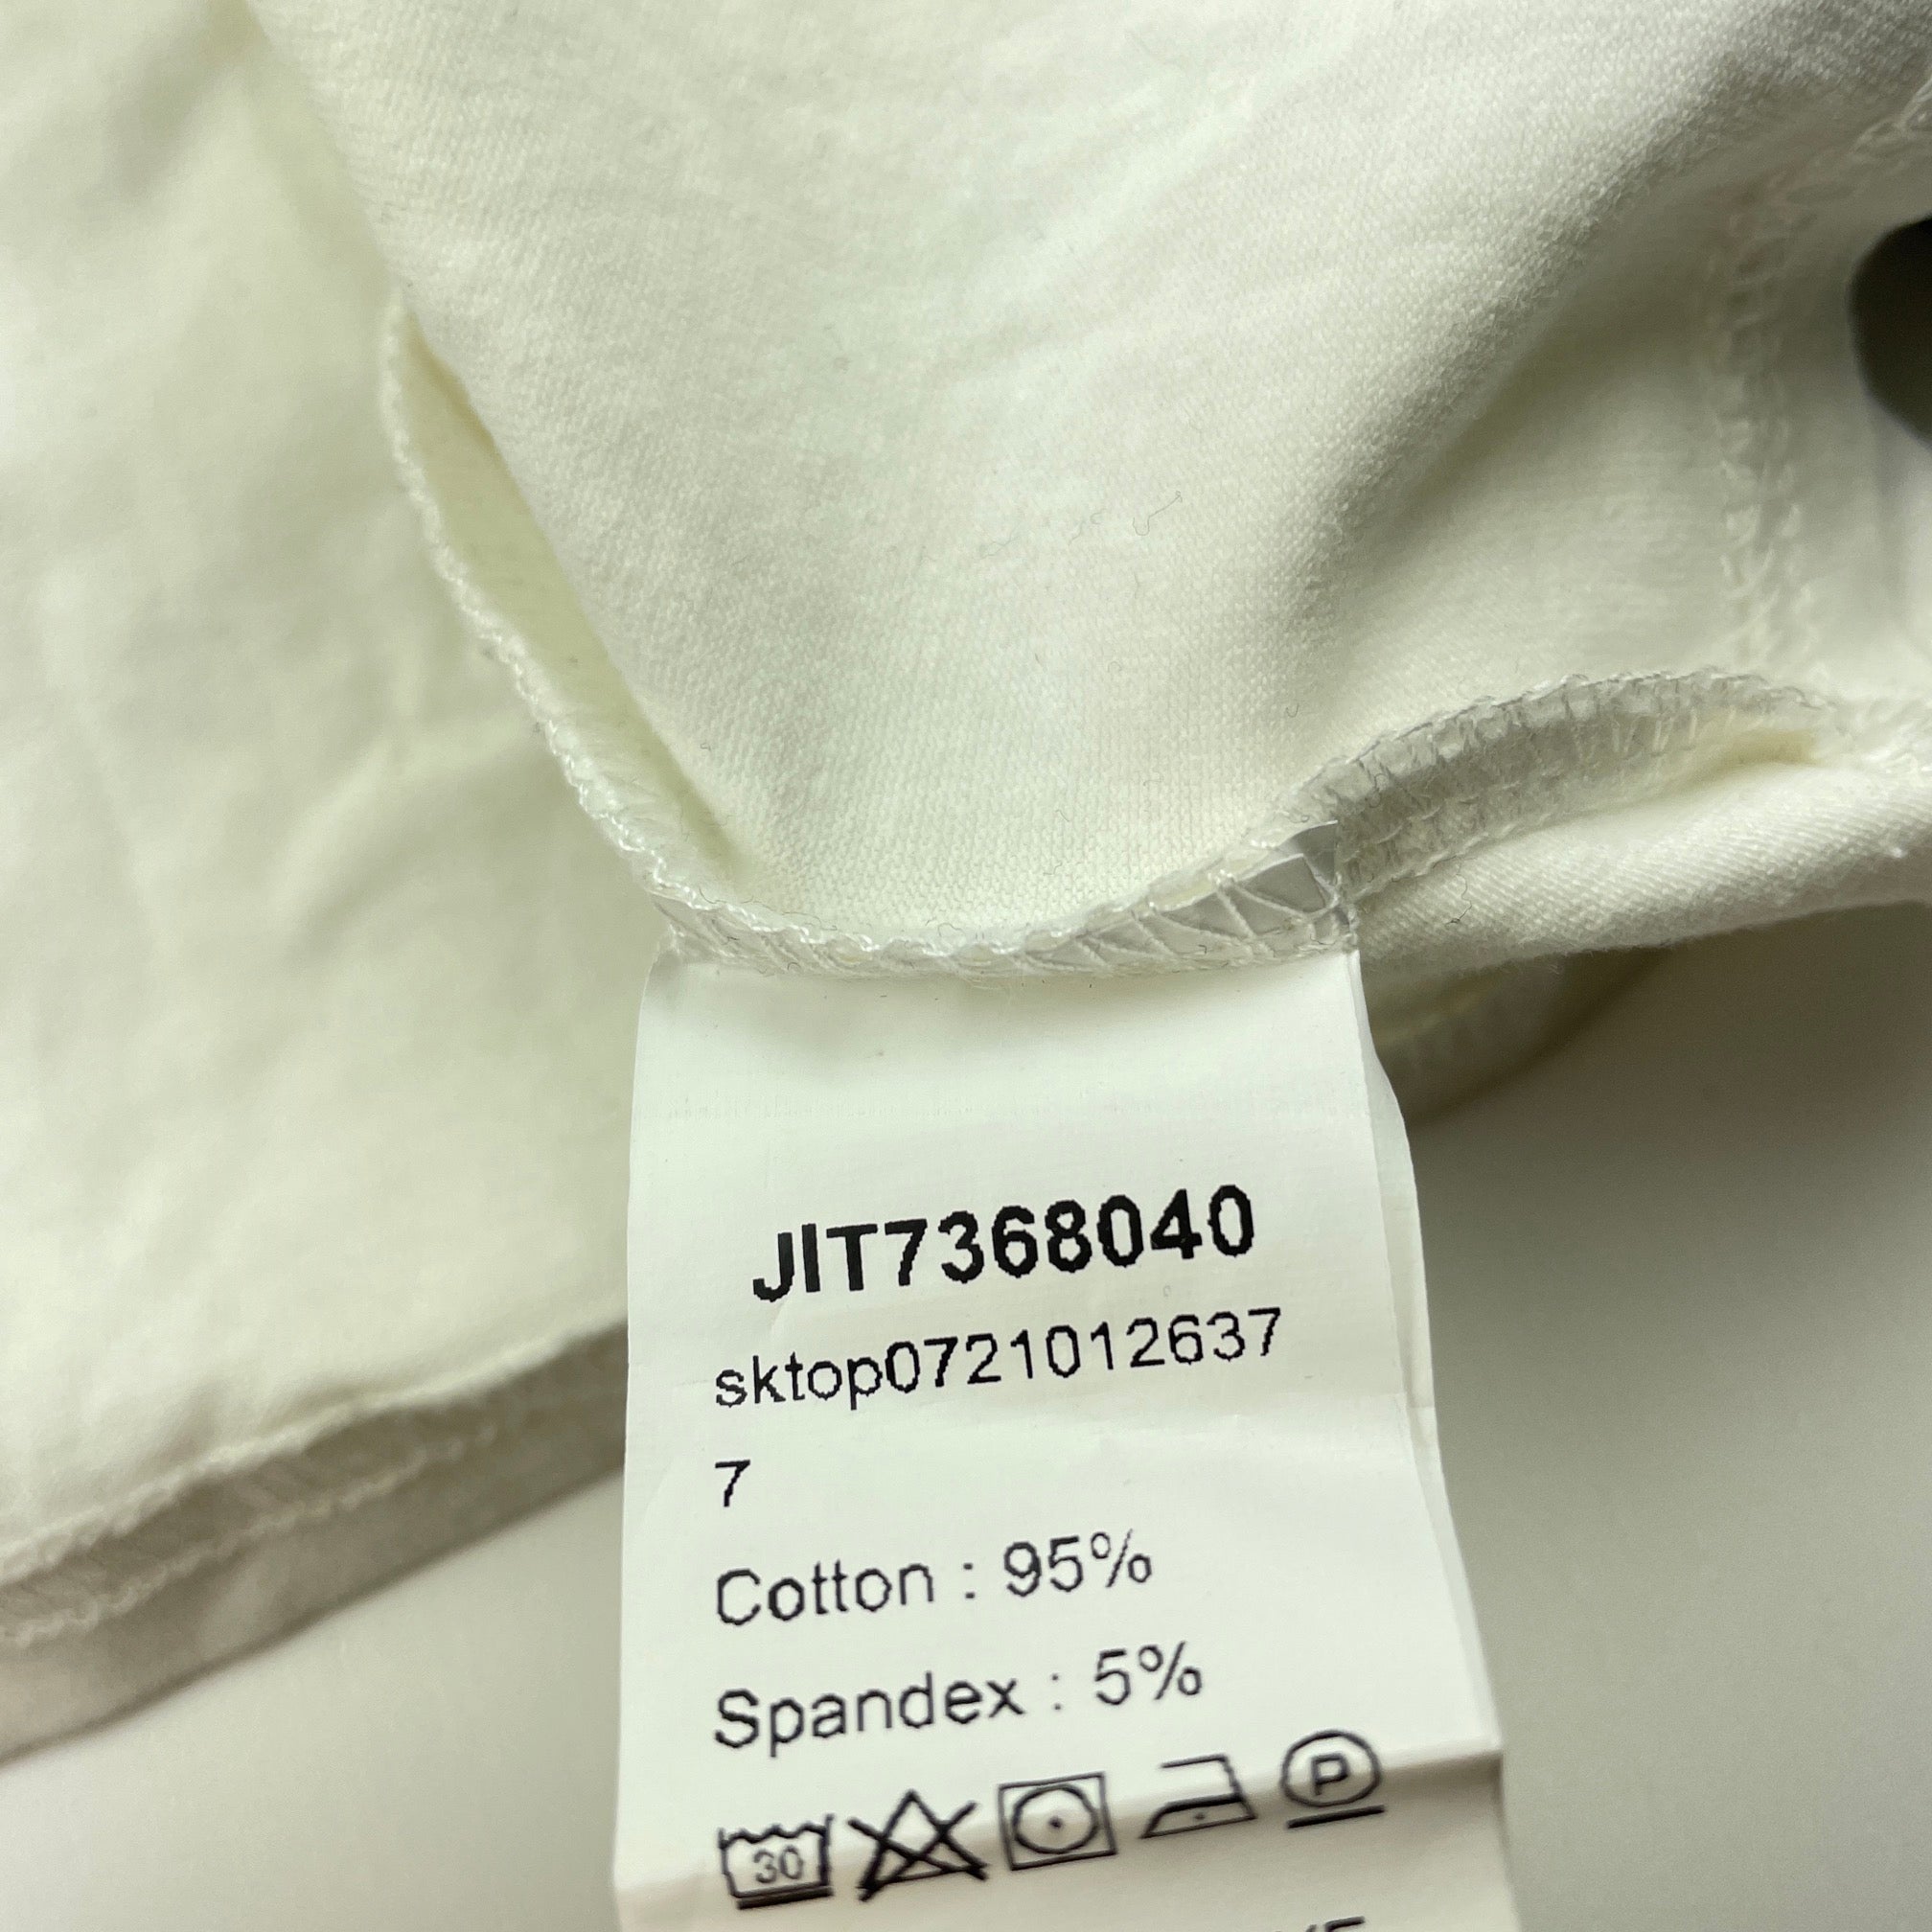 JIT7368040
sktop0721012637
7
Cotton : 95%
Spandex : 5%
30 P